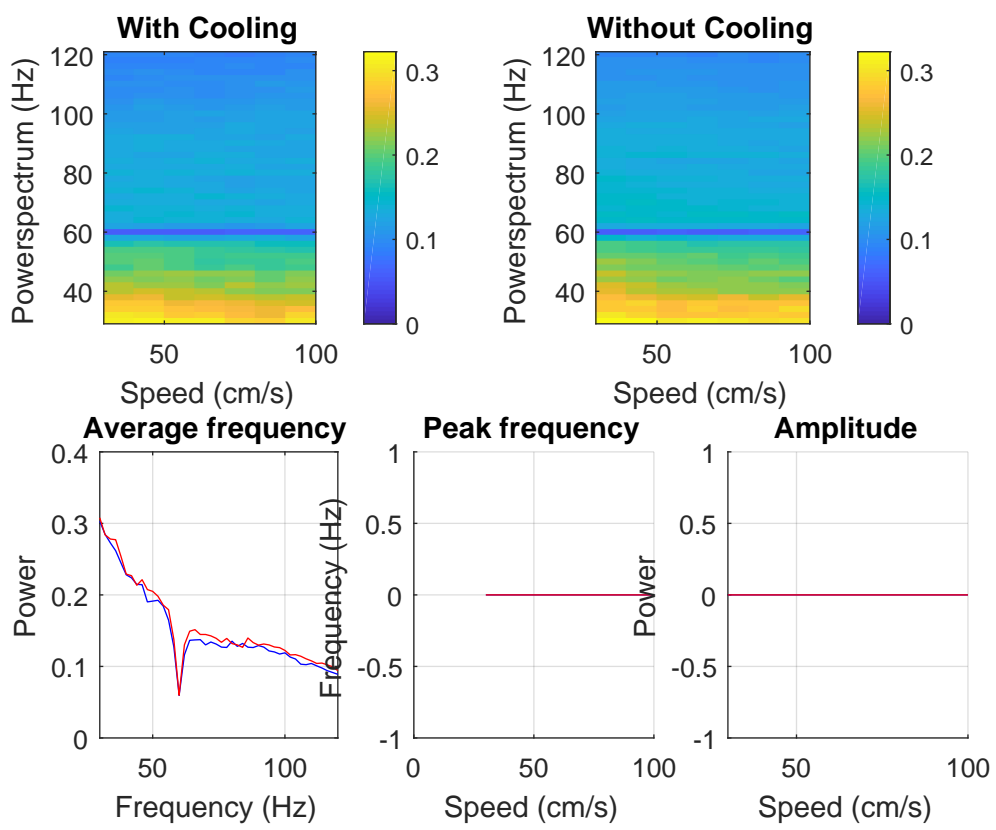 With Cooling
Powerspectrum (Hz)
120
100
80
60
40
50
100
Speed (cm/s)
0.3
0.2
0.1
0
Without Cooling
Powerspectrum (Hz)
120
100
80
60
40
50
100
Speed (cm/s)
0.3
0.2
0.1
0
Average frequency
Power
0.4
0.3
0.2
0.1
0
50
100
Frequency (Hz)
Peak frequency
Frequency (Hz)
1
0.5
0
-0.5
-1
0
50
100
Speed (cm/s)
Amplitude
Power
1
0.5
0
-0.5
-1
50
100
Speed (cm/s)